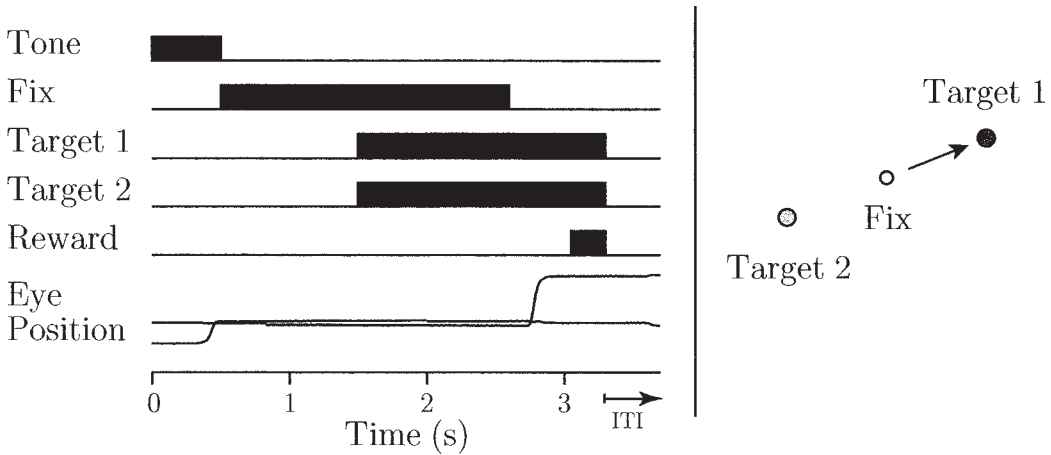 Tone
Fix
Target 1
Target 2
Reward
Eye
Position
0 1 2 3
ITI
Time (s)
Target 1
Fix
Target 2